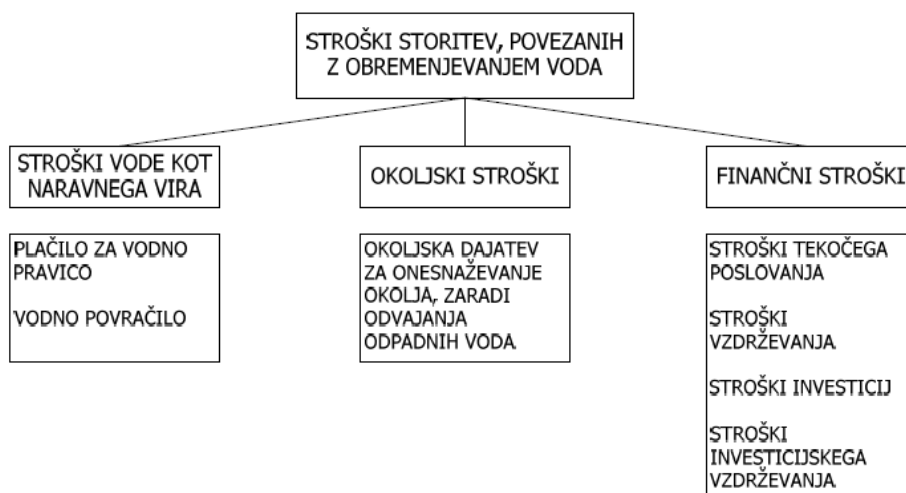 STROŠKI STORITEV, POVEZANIH
Z OBREMENJEVANJEM VODA
STROŠKI VODE KOT
NARAVNEGA VIRA
OKOLJSKI STROŠKI
FINANČNI STROŠKI
PLAČILO ZA VODNO
PRAVICO
VODNO POVRAČILO
OKOLJSKA DAJATEV
ZA ONESNAŽEVANJE
OKOLJA, ZARADI
ODVAJANJA
ODPADNIH VODA
STROŠKI TEKOČEGA
POSLOVANJA
STROŠKI
VZDRŽEVANJA
STROŠKI INVESTICIJ
STROŠKI
INVESTICIJSKEGA
VZDRŽEVANJA